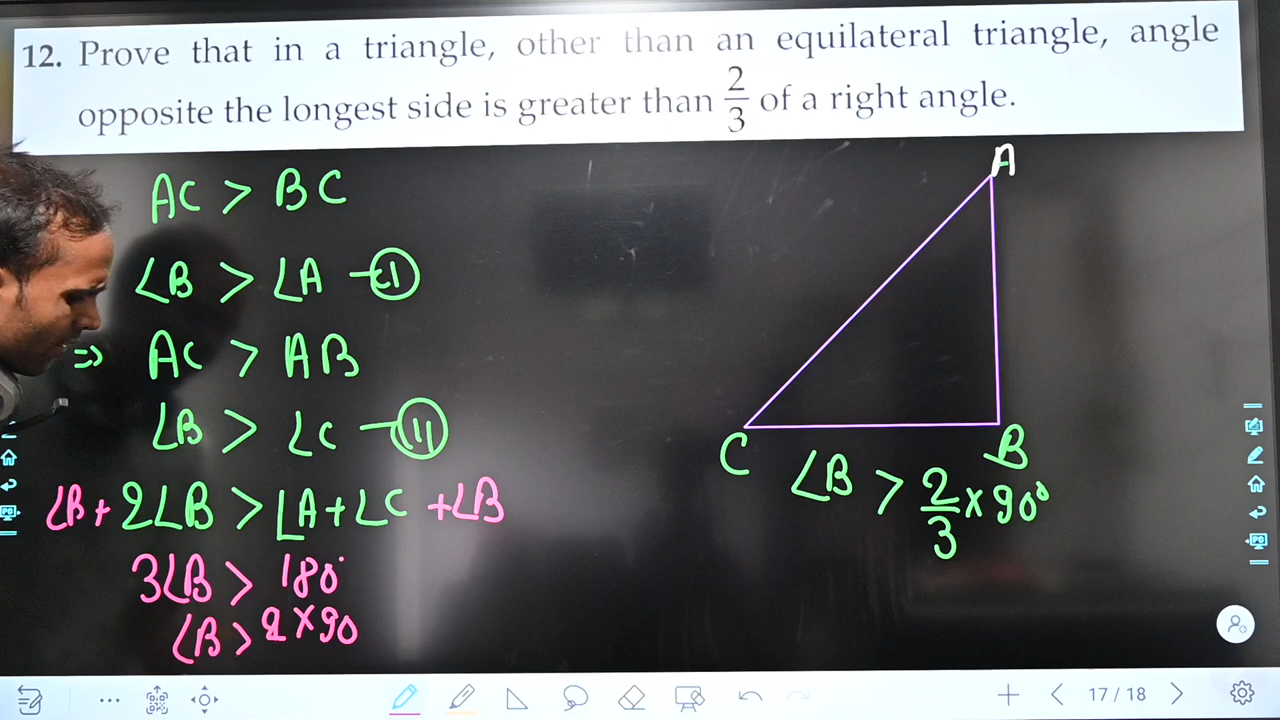 12. Prove that in a triangle, other than an equilateral triangle, angle
opposite the longest side is greater than 2/3 of a right angle.
AC > BC
∠B > ∠A —(I)
⇒ AC > AB
∠B > ∠C —(II)
∠B + 2∠B > ∠A + ∠C + ∠B
3∠B > 180°
∠B > 2 × 90
A
C
B
∠B > 2/3 × 90°
17 / 18